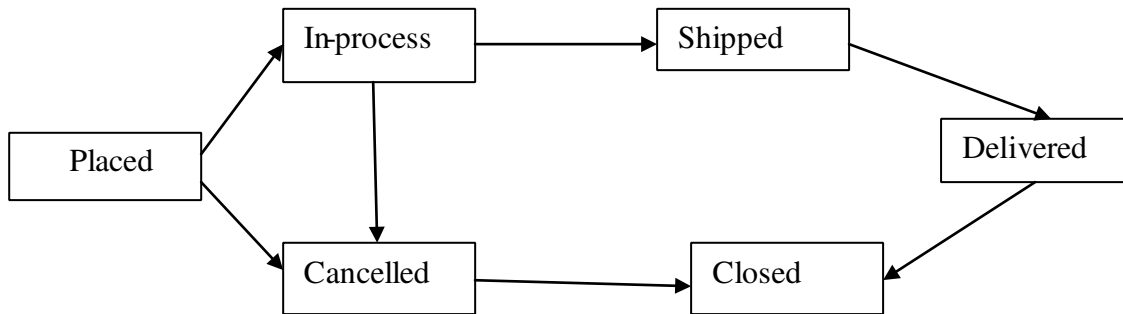 In-process
Shipped
Placed
Delivered
Cancelled
Closed